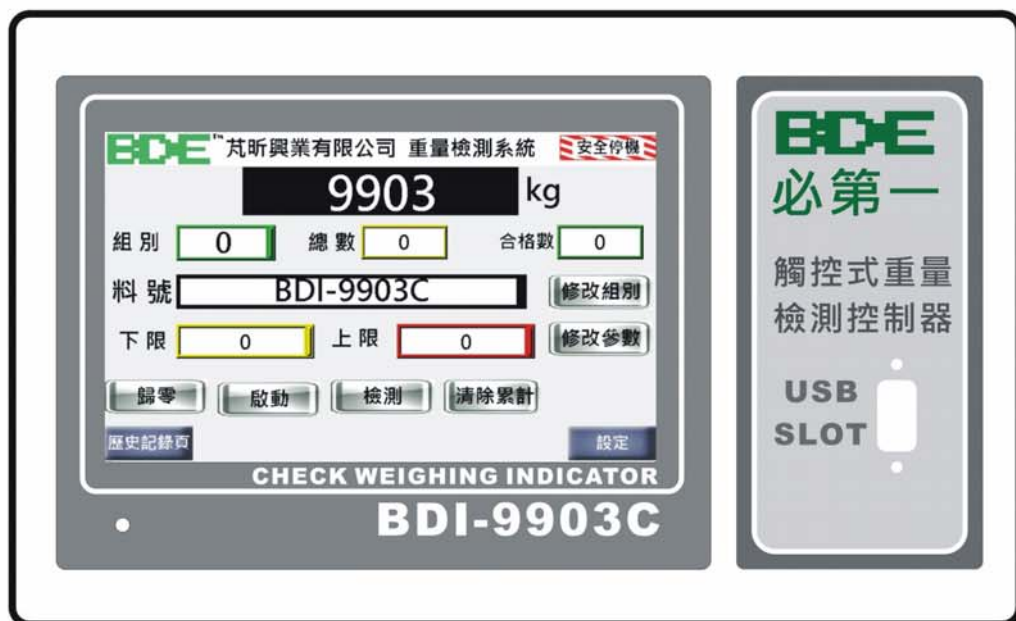 BDE™ 芃昕興業有限公司 重量檢測系統 安全停機
9903 kg
組別 0 總數 0 合格數 0
料號 BDI-9903C 修改組別
下限 0 上限 0 修改參數
歸零 啟動 檢測 清除累計
歷史記錄頁 設定
CHECK WEIGHING INDICATOR
BDI-9903C
BDE
必第一
觸控式重量
檢測控制器
USB
SLOT